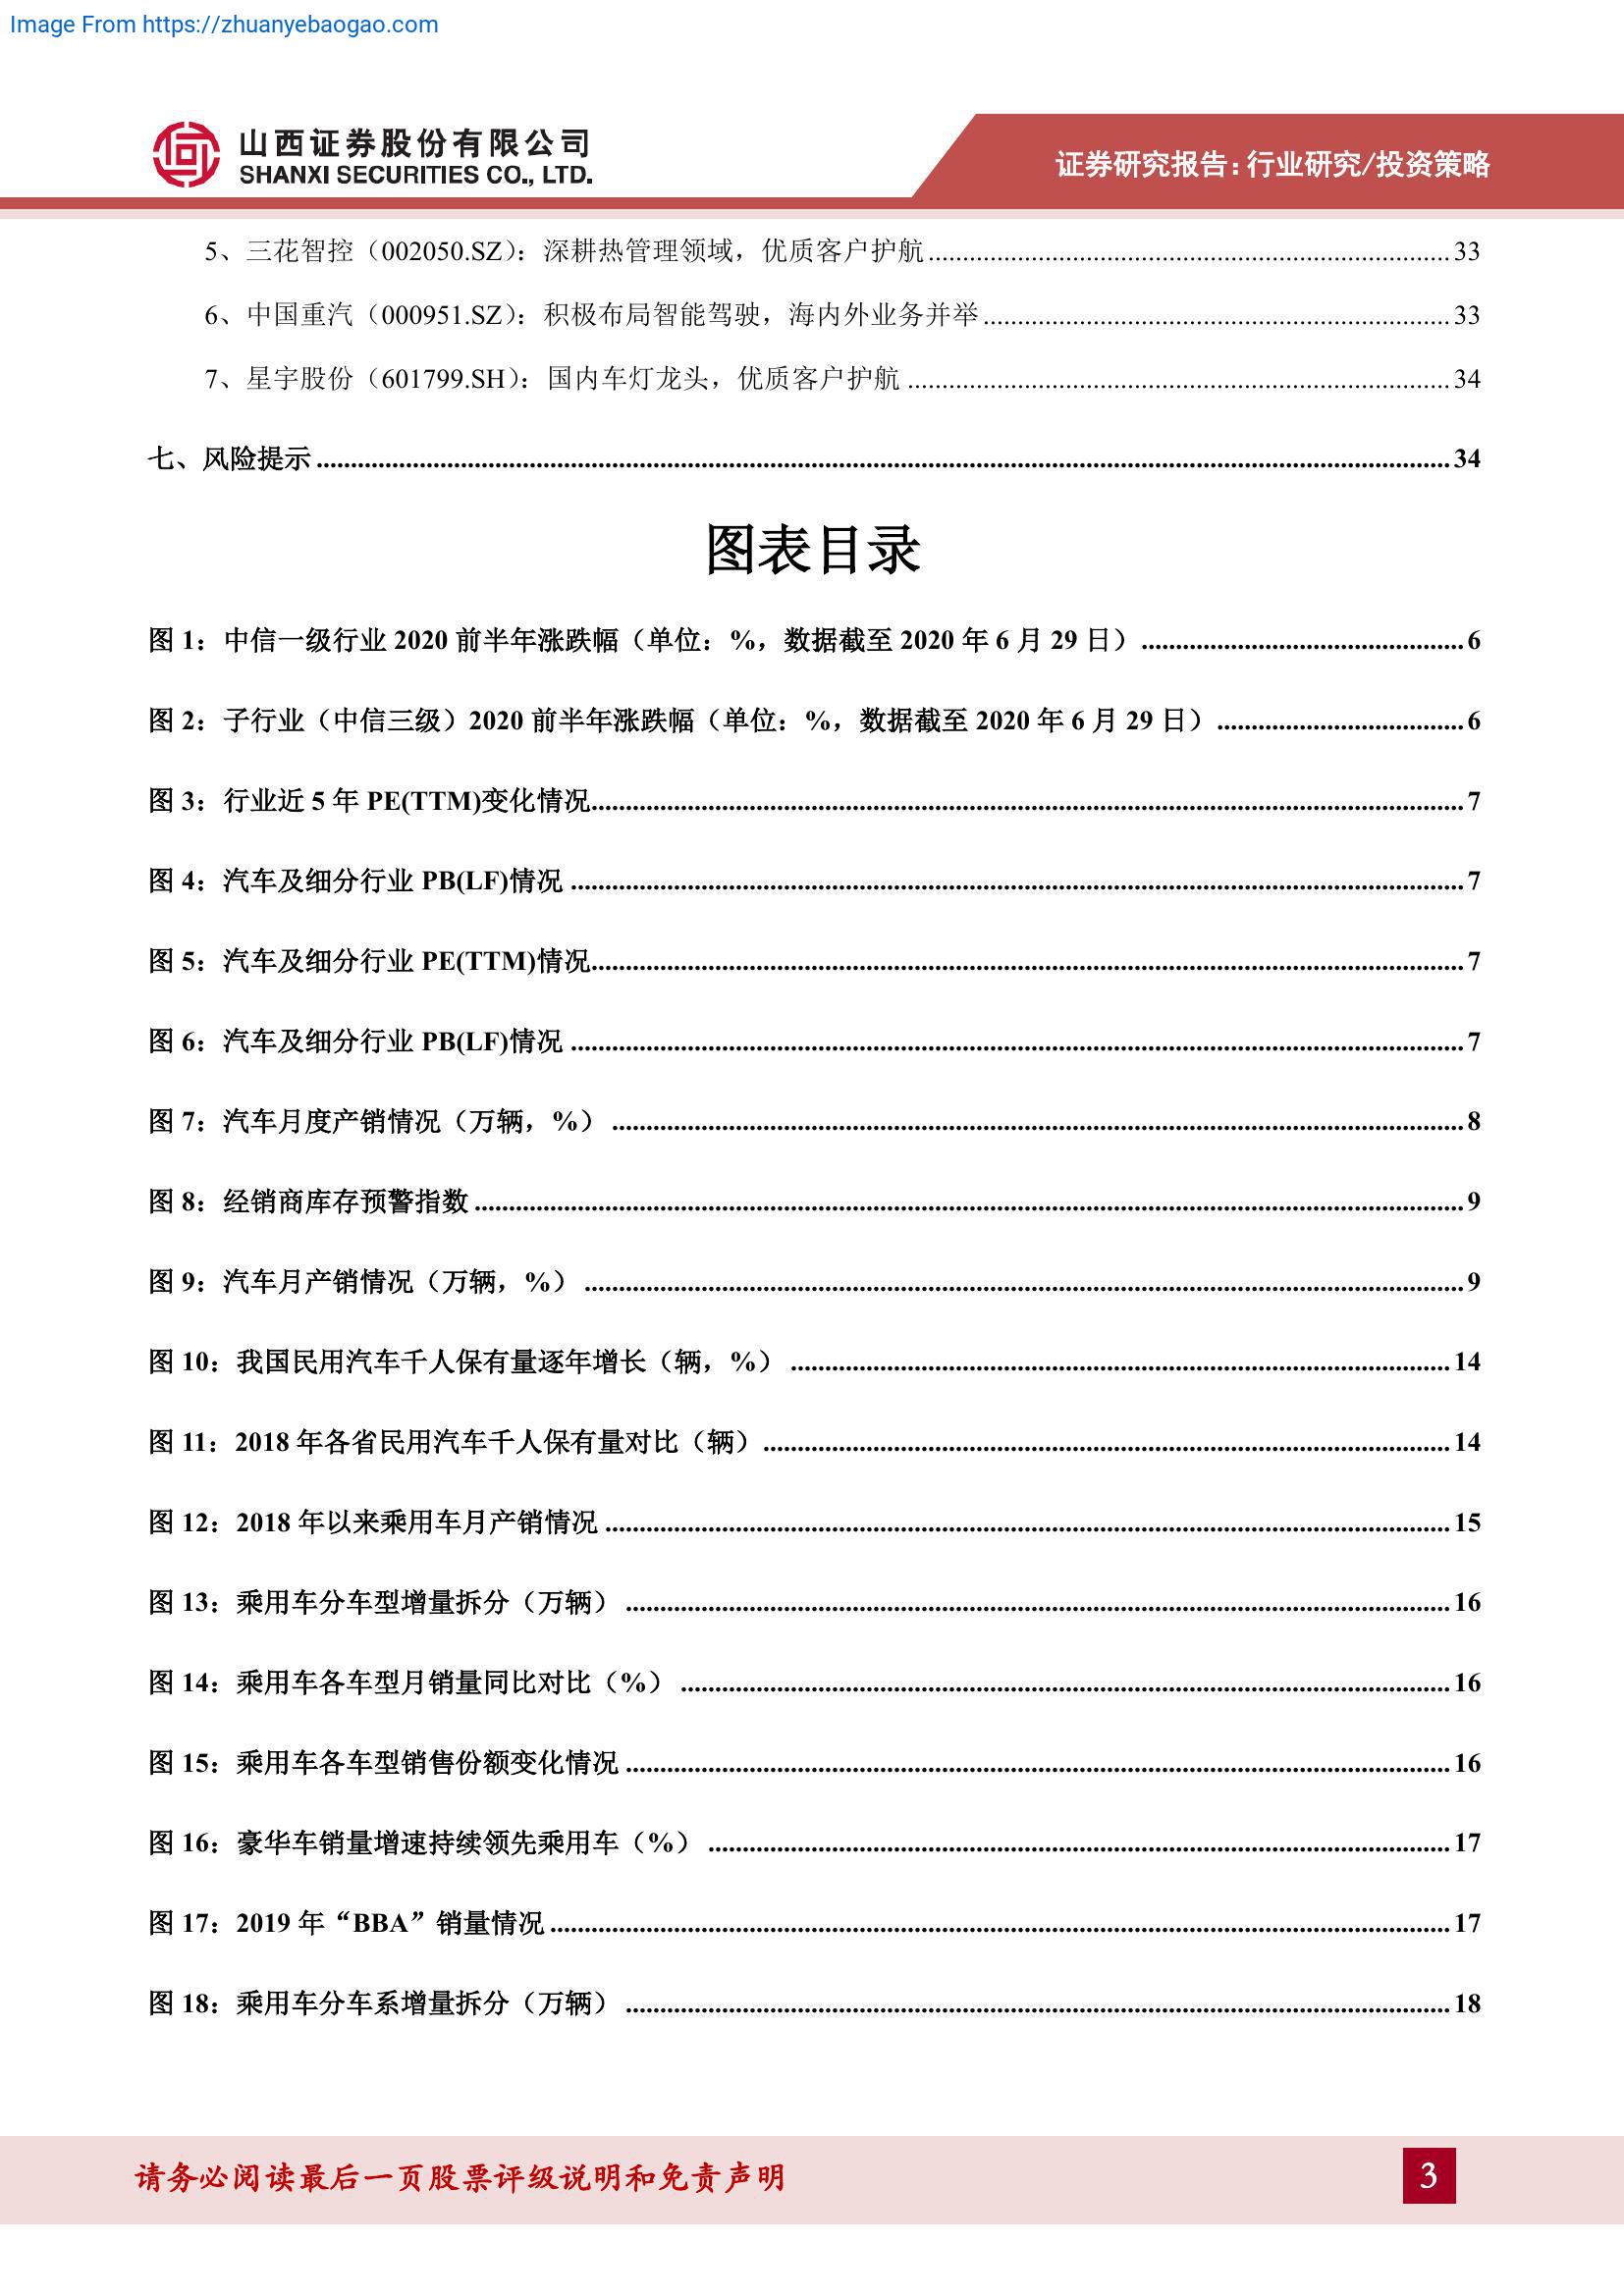 Image From https://zhuanyebaogao.com
山西证券股份有限公司
SHANXI SECURITIES CO., LTD.
证券研究报告：行业研究/投资策略
5、三花智控（002050.SZ）：深耕热管理领域，优质客户护航 33
6、中国重汽（000951.SZ）：积极布局智能驾驶，海内外业务并举 33
7、星宇股份（601799.SH）：国内车灯龙头，优质客户护航 34
七、风险提示 34
图表目录
图 1：中信一级行业 2020 前半年涨跌幅（单位：%，数据截至 2020 年 6 月 29 日） 6
图 2：子行业（中信三级）2020 前半年涨跌幅（单位：%，数据截至 2020 年 6 月 29 日） 6
图 3：行业近 5 年 PE(TTM)变化情况 7
图 4：汽车及细分行业 PB(LF)情况 7
图 5：汽车及细分行业 PE(TTM)情况 7
图 6：汽车及细分行业 PB(LF)情况 7
图 7：汽车月度产销情况（万辆，%） 8
图 8：经销商库存预警指数 9
图 9：汽车月产销情况（万辆，%） 9
图 10：我国民用汽车千人保有量逐年增长（辆，%） 14
图 11：2018 年各省民用汽车千人保有量对比（辆） 14
图 12：2018 年以来乘用车月产销情况 15
图 13：乘用车分车型增量拆分（万辆） 16
图 14：乘用车各车型月销量同比对比（%） 16
图 15：乘用车各车型销售份额变化情况 16
图 16：豪华车销量增速持续领先乘用车（%） 17
图 17：2019 年“BBA”销量情况 17
图 18：乘用车分车系增量拆分（万辆） 18
请务必阅读最后一页股票评级说明和免责声明
3